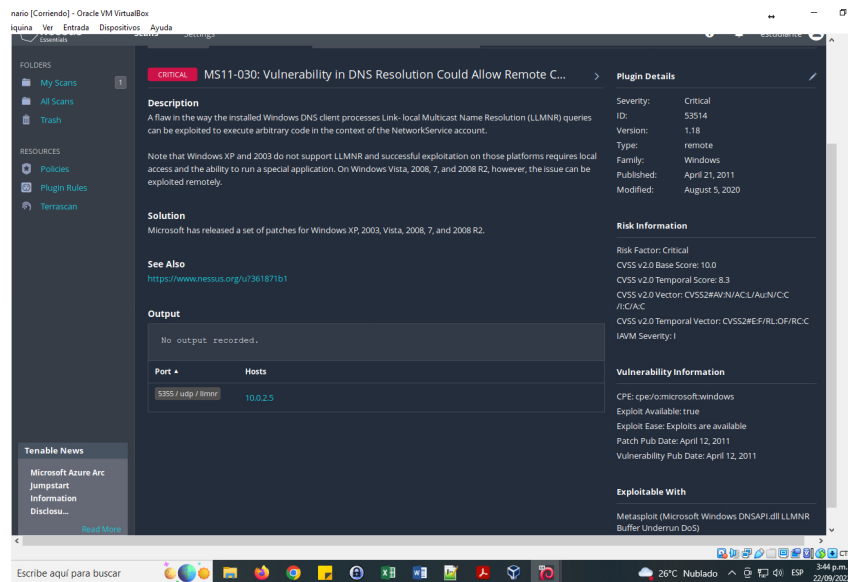 nario [Corriendo] - Oracle VM VirtualBox
iquina Ver Entrada Dispositivos Ayuda
Essentials
Scans Settings
estudiante
FOLDERS
My Scans 1
All Scans
Trash
RESOURCES
Policies
Plugin Rules
Terrascan
Tenable News
Microsoft Azure Arc
Jumpstart
Information
Disclosu...
Read More
CRITICAL MS11-030: Vulnerability in DNS Resolution Could Allow Remote C...
Description
A flaw in the way the installed Windows DNS client processes Link- local Multicast Name Resolution (LLMNR) queries
can be exploited to execute arbitrary code in the context of the NetworkService account.
Note that Windows XP and 2003 do not support LLMNR and successful exploitation on those platforms requires local
access and the ability to run a special application. On Windows Vista, 2008, 7, and 2008 R2, however, the issue can be
exploited remotely.
Solution
Microsoft has released a set of patches for Windows XP, 2003, Vista, 2008, 7, and 2008 R2.
See Also
https://www.nessus.org/u?361871b1
Output
No output recorded.
Port Hosts
5355 / udp / llmnr 10.0.2.5
Plugin Details
Severity: Critical
ID: 53514
Version: 1.18
Type: remote
Family: Windows
Published: April 21, 2011
Modified: August 5, 2020
Risk Information
Risk Factor: Critical
CVSS v2.0 Base Score: 10.0
CVSS v2.0 Temporal Score: 8.3
CVSS v2.0 Vector: CVSS2#AV:N/AC:L/Au:N/C:C
/I:C/A:C
CVSS v2.0 Temporal Vector: CVSS2#E:F/RL:OF/RC:C
IAVM Severity: I
Vulnerability Information
CPE: cpe:/o:microsoft:windows
Exploit Available: true
Exploit Ease: Exploits are available
Patch Pub Date: April 12, 2011
Vulnerability Pub Date: April 12, 2011
Exploitable With
Metasploit (Microsoft Windows DNSAPI.dll LLMNR
Buffer Underrun DoS)
CT
Escribe aquí para buscar
26°C Nublado
ESP
3:44 p.m.
22/09/202